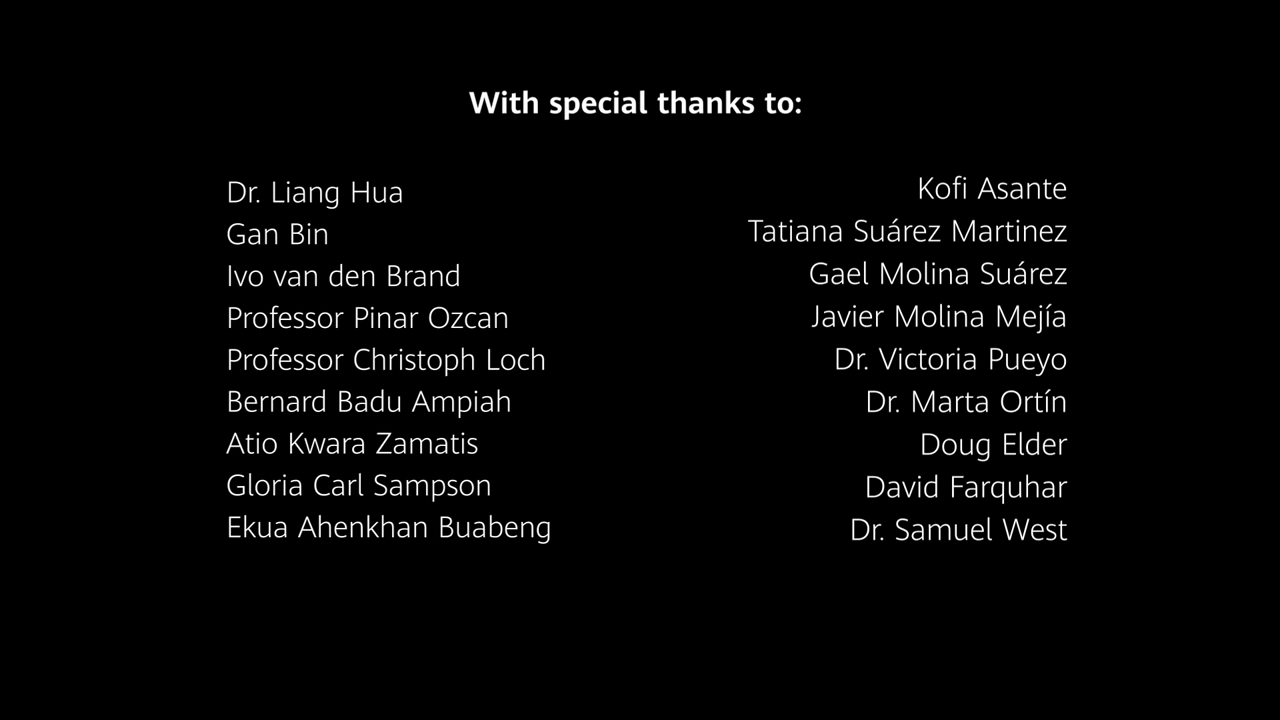 With special thanks to:
Dr. Liang Hua
Gan Bin
Ivo van den Brand
Professor Pinar Ozcan
Professor Christoph Loch
Bernard Badu Ampiah
Atio Kwara Zamatis
Gloria Carl Sampson
Ekua Ahenkhan Buabeng
Kofi Asante
Tatiana Suárez Martinez
Gael Molina Suárez
Javier Molina Mejía
Dr. Victoria Pueyo
Dr. Marta Ortín
Doug Elder
David Farquhar
Dr. Samuel West